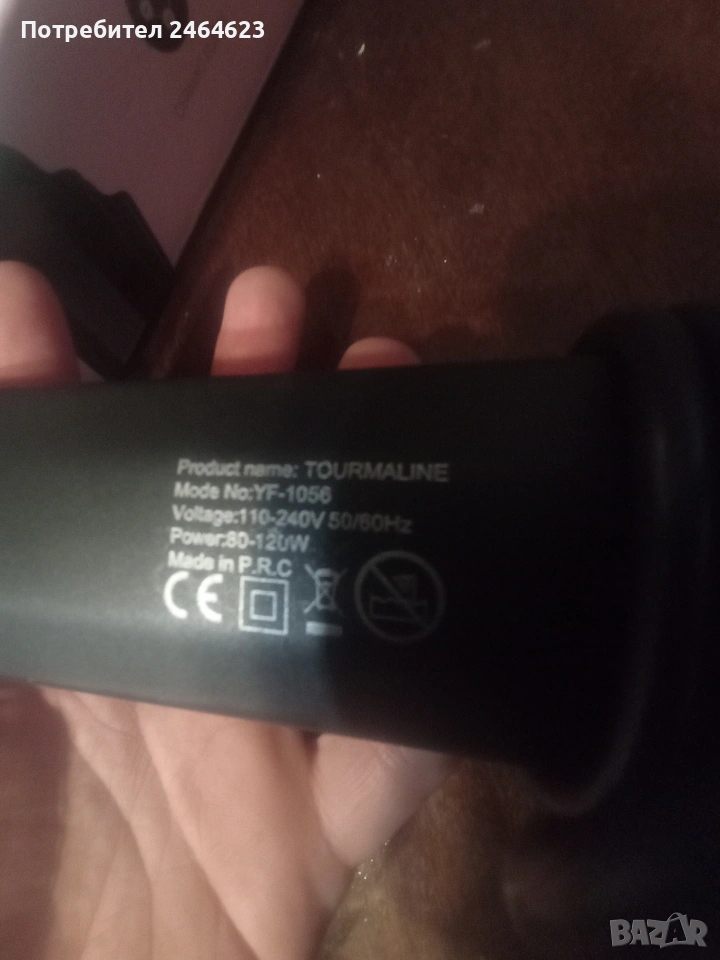 Потребител 2464623
Product name: TOURMALINE
Mode No:YF-1056
Voltage:110-240V 50/60Hz
Power:80-120W
Made in P.R.C
CE
BAZAR